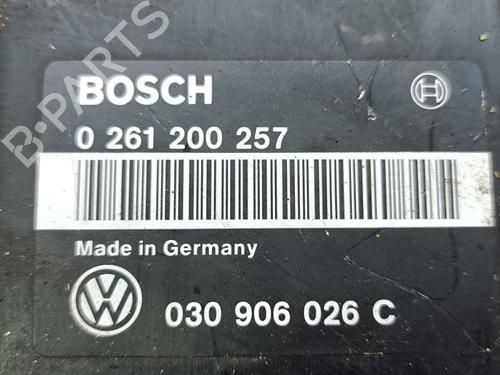 B-PARTS
BOSCH
0 261 200 257
Made in Germany
030 906 026 C